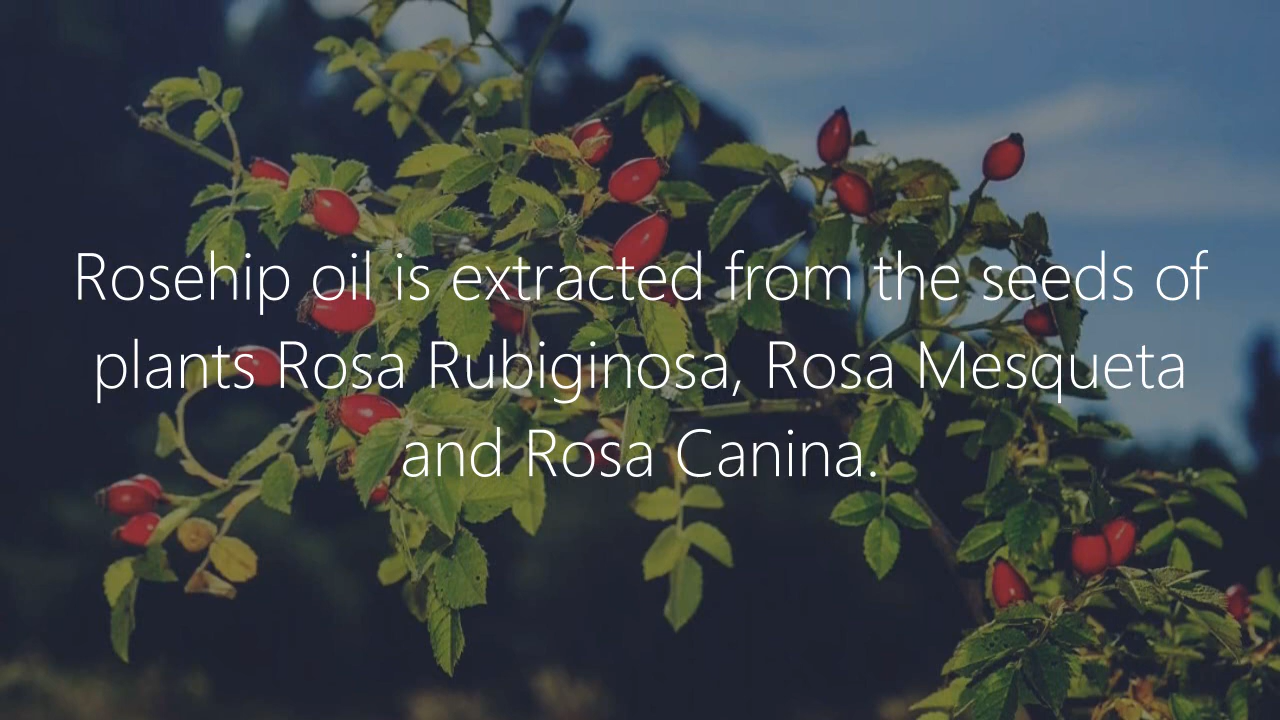 Rosehip oil is extracted from the seeds of
plants Rosa Rubiginosa, Rosa Mesqueta
and Rosa Canina.